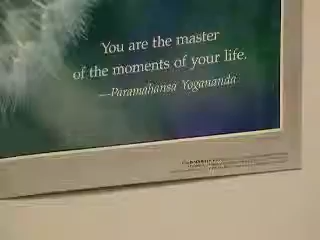 You are the master
of the moments of your life.
—Paramahansa Yogananda